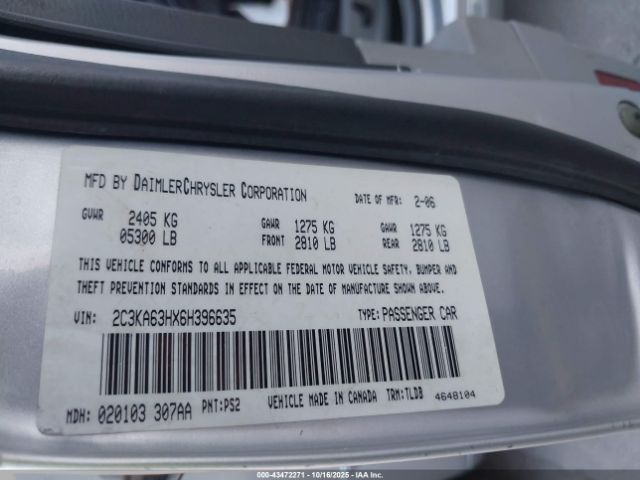 MFD BY DAIMLERCHRYSLER CORPORATION DATE OF MFR: 2-06
GVWR 2405 KG GAWR 1275 KG GAWR 1275 KG
05300 LB FRONT 2810 LB REAR 2810 LB
THIS VEHICLE CONFORMS TO ALL APPLICABLE FEDERAL MOTOR VEHICLE SAFETY, BUMPER AND
THEFT PREVENTION STANDARDS IN EFFECT ON THE DATE OF MANUFACTURE SHOWN ABOVE.
VIN: 2C3KA63HX6H396635 TYPE: PASSENGER CAR
MDH: 020103 307AA PNT: PS2 VEHICLE MADE IN CANADA TRM: TLDB 4648104
000-43472271 - 10/16/2025 - IAA Inc.